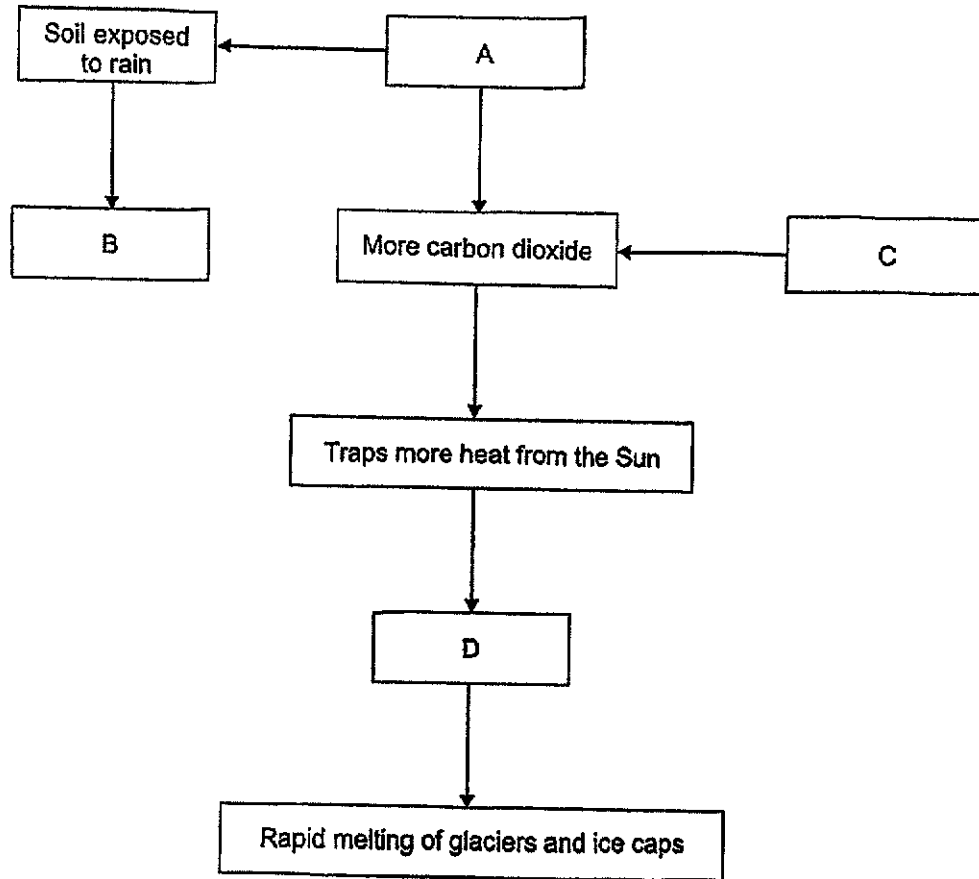 Soil exposed
to rain
A
B
More carbon dioxide
C
Traps more heat from the Sun
D
Rapid melting of glaciers and ice caps